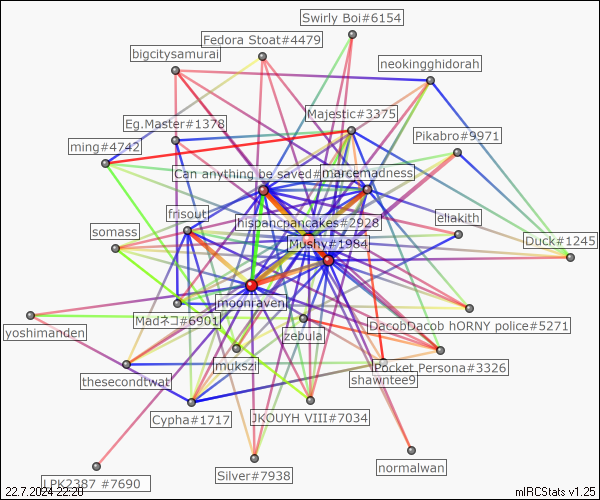 Swirly Boi#6154
Fedora Stoat#4479
bigcitysamurai
neokingghidorah
Majestic#3375
Eg.Master#1378
Pikabro#9971
ming#4742
Can anything be saved#
marcemadness
frisout
hispancpancakes#2928
eliakith
somass
Mushy#1984
Duck#1245
moonraven
Madネコ#6901
DacobDacob hORNY police#5271
yoshimanden
zebula
mukszi
Pocket_Persona#3326
thesecondtwat
shawntee9
Cypha#1717
JKOUYH VIII#7034
Silver#7938
normalwan
LPK2387 #7690
22.7.2024 22:20
mIRCStats v1.25